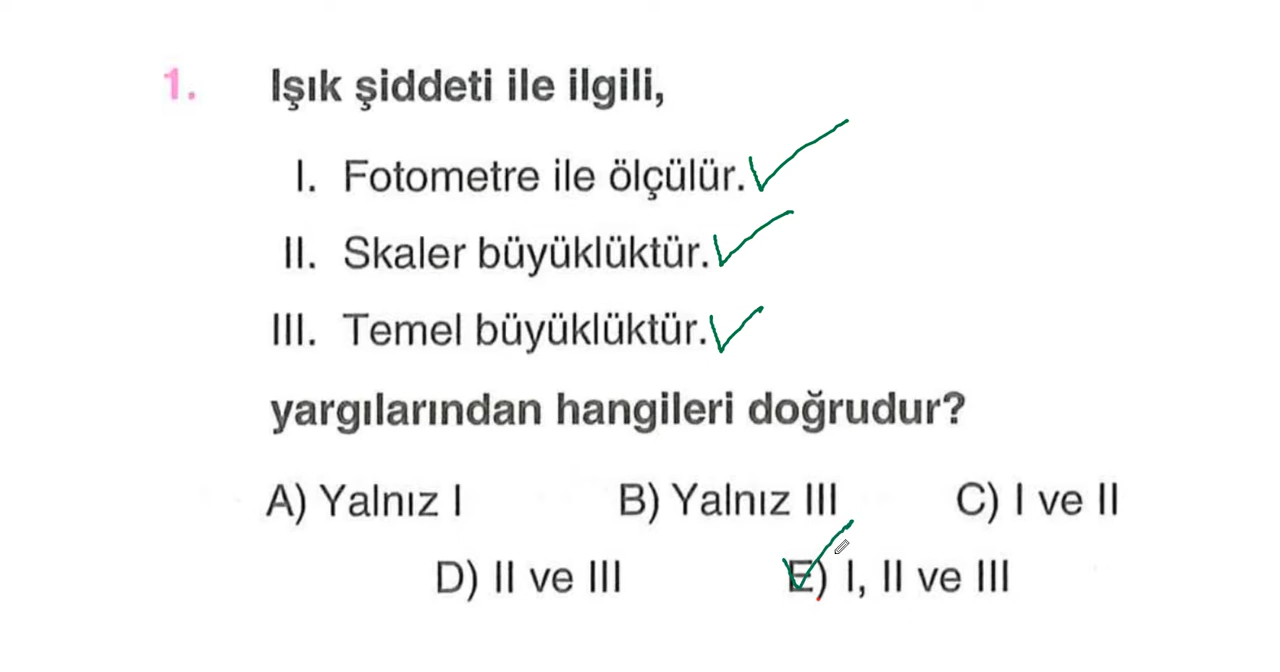 1. Işık şiddeti ile ilgili,
I. Fotometre ile ölçülür.
II. Skaler büyüklüktür.
III. Temel büyüklüktür.
yargılarından hangileri doğrudur?
A) Yalnız I B) Yalnız III C) I ve II
D) II ve III E) I, II ve III